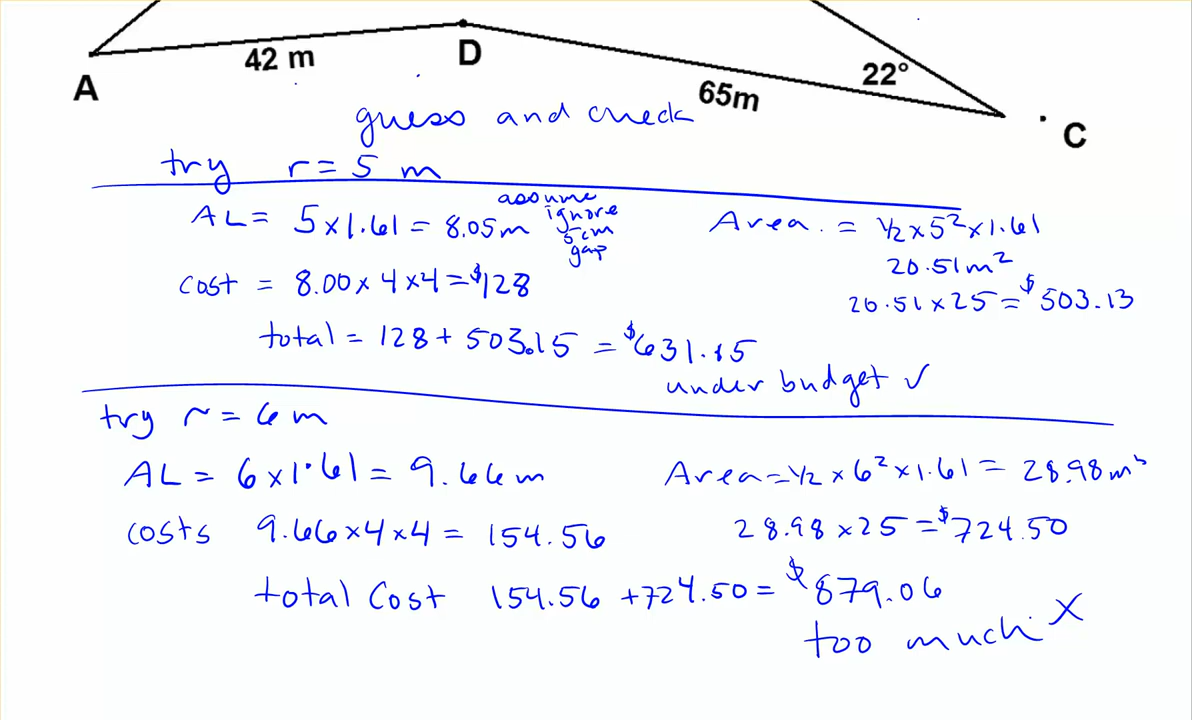 42 m
D
A
22°
65m
C
guess and check
try r = 5 m
AL = 5 x 1.61 = 8.05 m
assume
ignore
5cm
gap
Area. = ½ x 5² x 1.61
20.51 m²
cost = 8.00 x 4 x 4 = $128
20.51 x 25 = $503.13
total = 128 + 503.15 = $631.15
under budget ✓
try r = 6 m
AL = 6 x 1.61 = 9.66 m
Area = ½ x 6² x 1.61 = 28.98 m²
costs 9.66 x 4 x 4 = 154.56
28.98 x 25 = $724.50
total Cost 154.56 + 724.50 = $879.06
too much. X